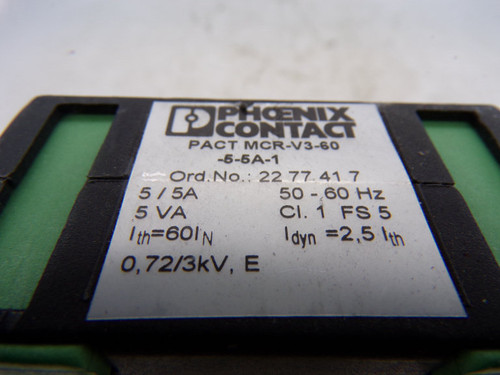 PHŒNIX
CONTACT
PACT MCR-V3-60
-5-5A-1
Ord.No.: 22 77 41 7
5 / 5A 50 - 60 Hz
5 VA Cl. 1 FS 5
Ith=60IN Idyn =2,5 Ith
0,72/3kV, E